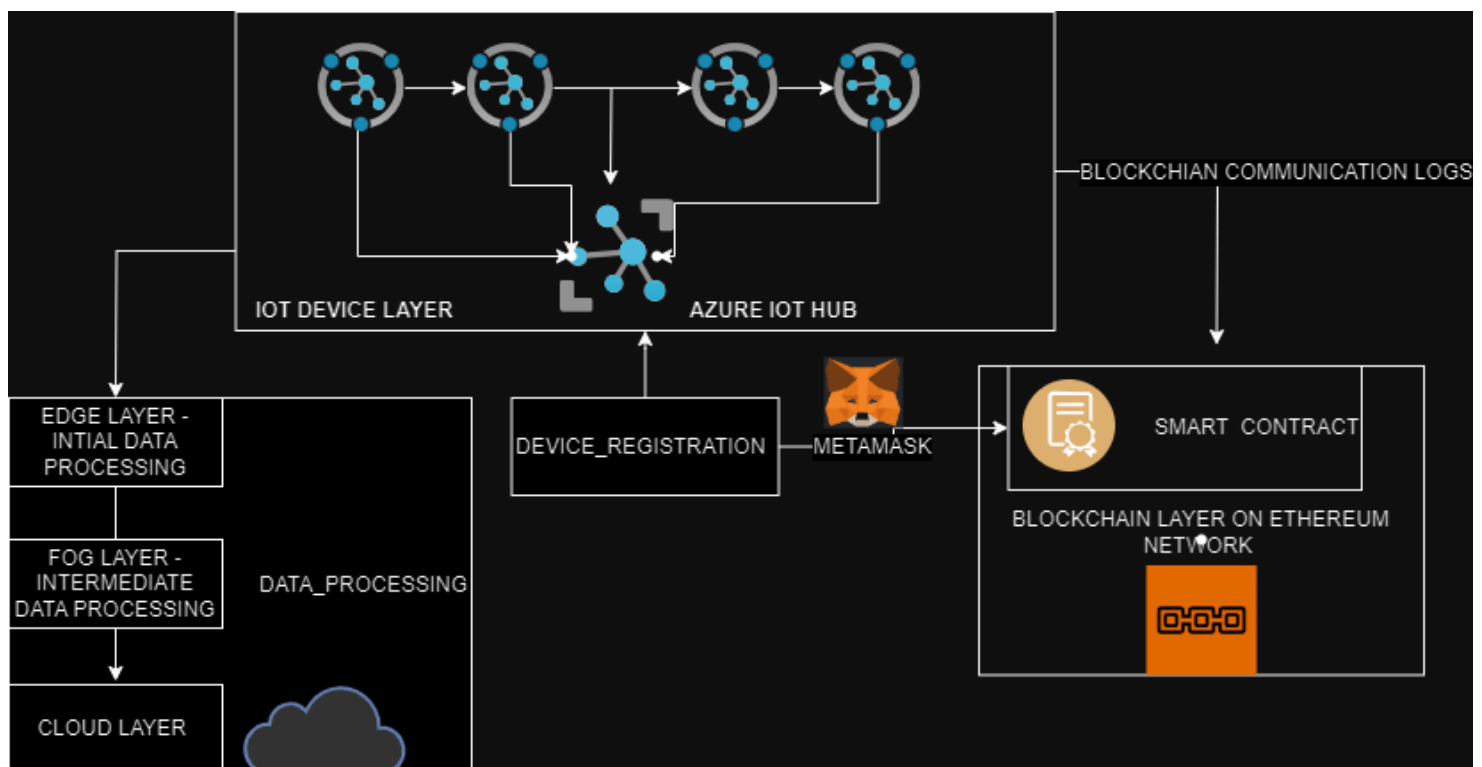 BLOCKCHIAN COMMUNICATION LOGS
IOT DEVICE LAYER
AZURE IOT HUB
EDGE LAYER -
INTIAL DATA
PROCESSING
DEVICE_REGISTRATION
METAMASK
SMART CONTRACT
BLOCKCHAIN LAYER ON ETHEREUM
NETWORK
FOG LAYER -
INTERMEDIATE
DATA PROCESSING
DATA_PROCESSING
CLOUD LAYER